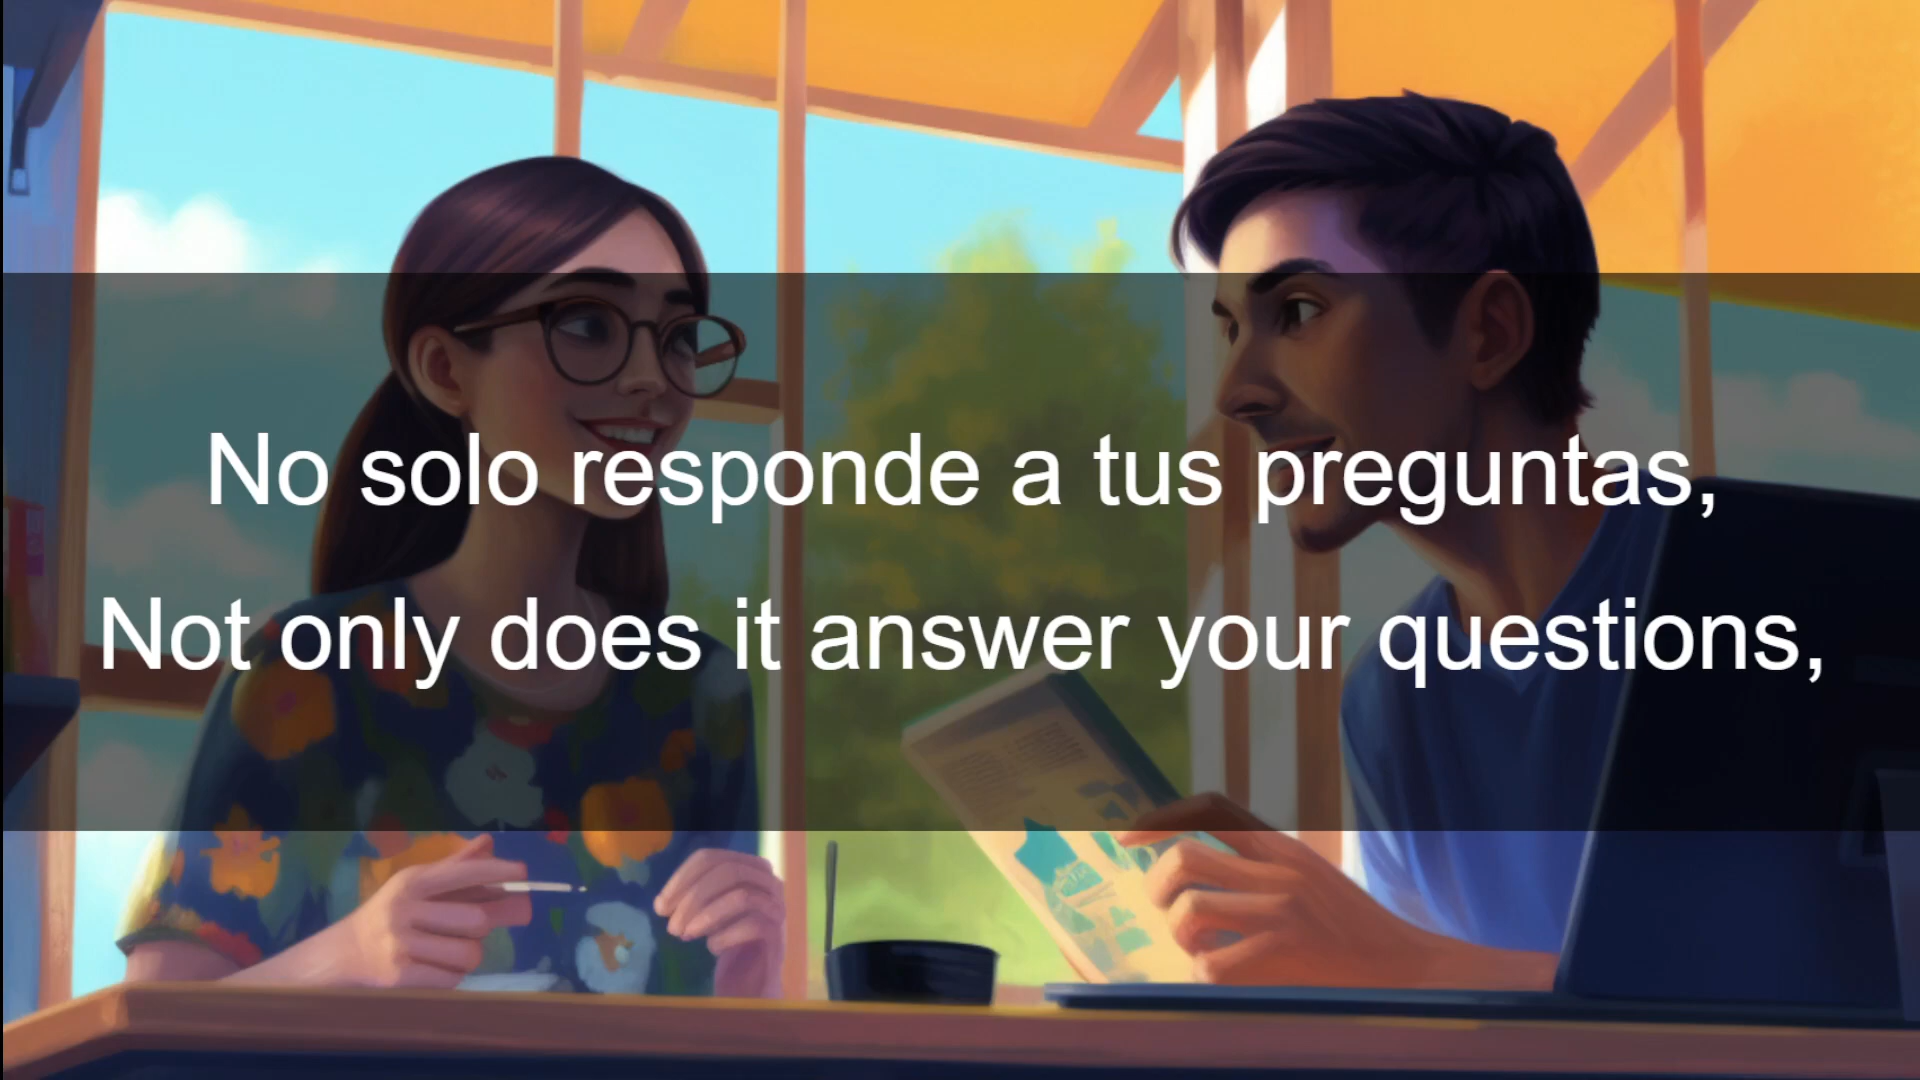 No solo responde a tus preguntas,
Not only does it answer your questions,